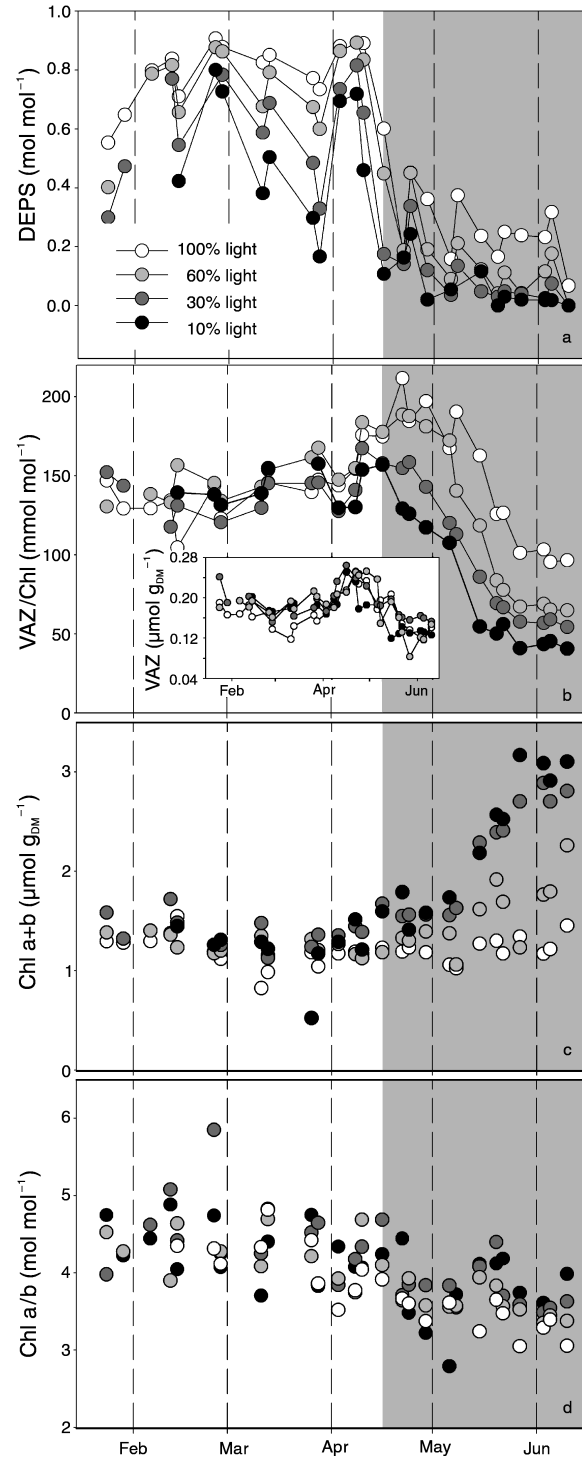 1.0
0.8
0.6
0.4
0.2
0.0
DEPS (mol mol⁻¹)
100% light
60% light
30% light
10% light
a
200
150
100
50
0
VAZ/Chl (mmol mol⁻¹)
0.28
0.20
0.12
0.04
VAZ (µmol gDM⁻¹)
Feb Apr Jun
b
3
2
1
0
Chl a+b (µmol gDM⁻¹)
c
6
5
4
3
2
Chl a/b (mol mol⁻¹)
d
Feb Mar Apr May Jun